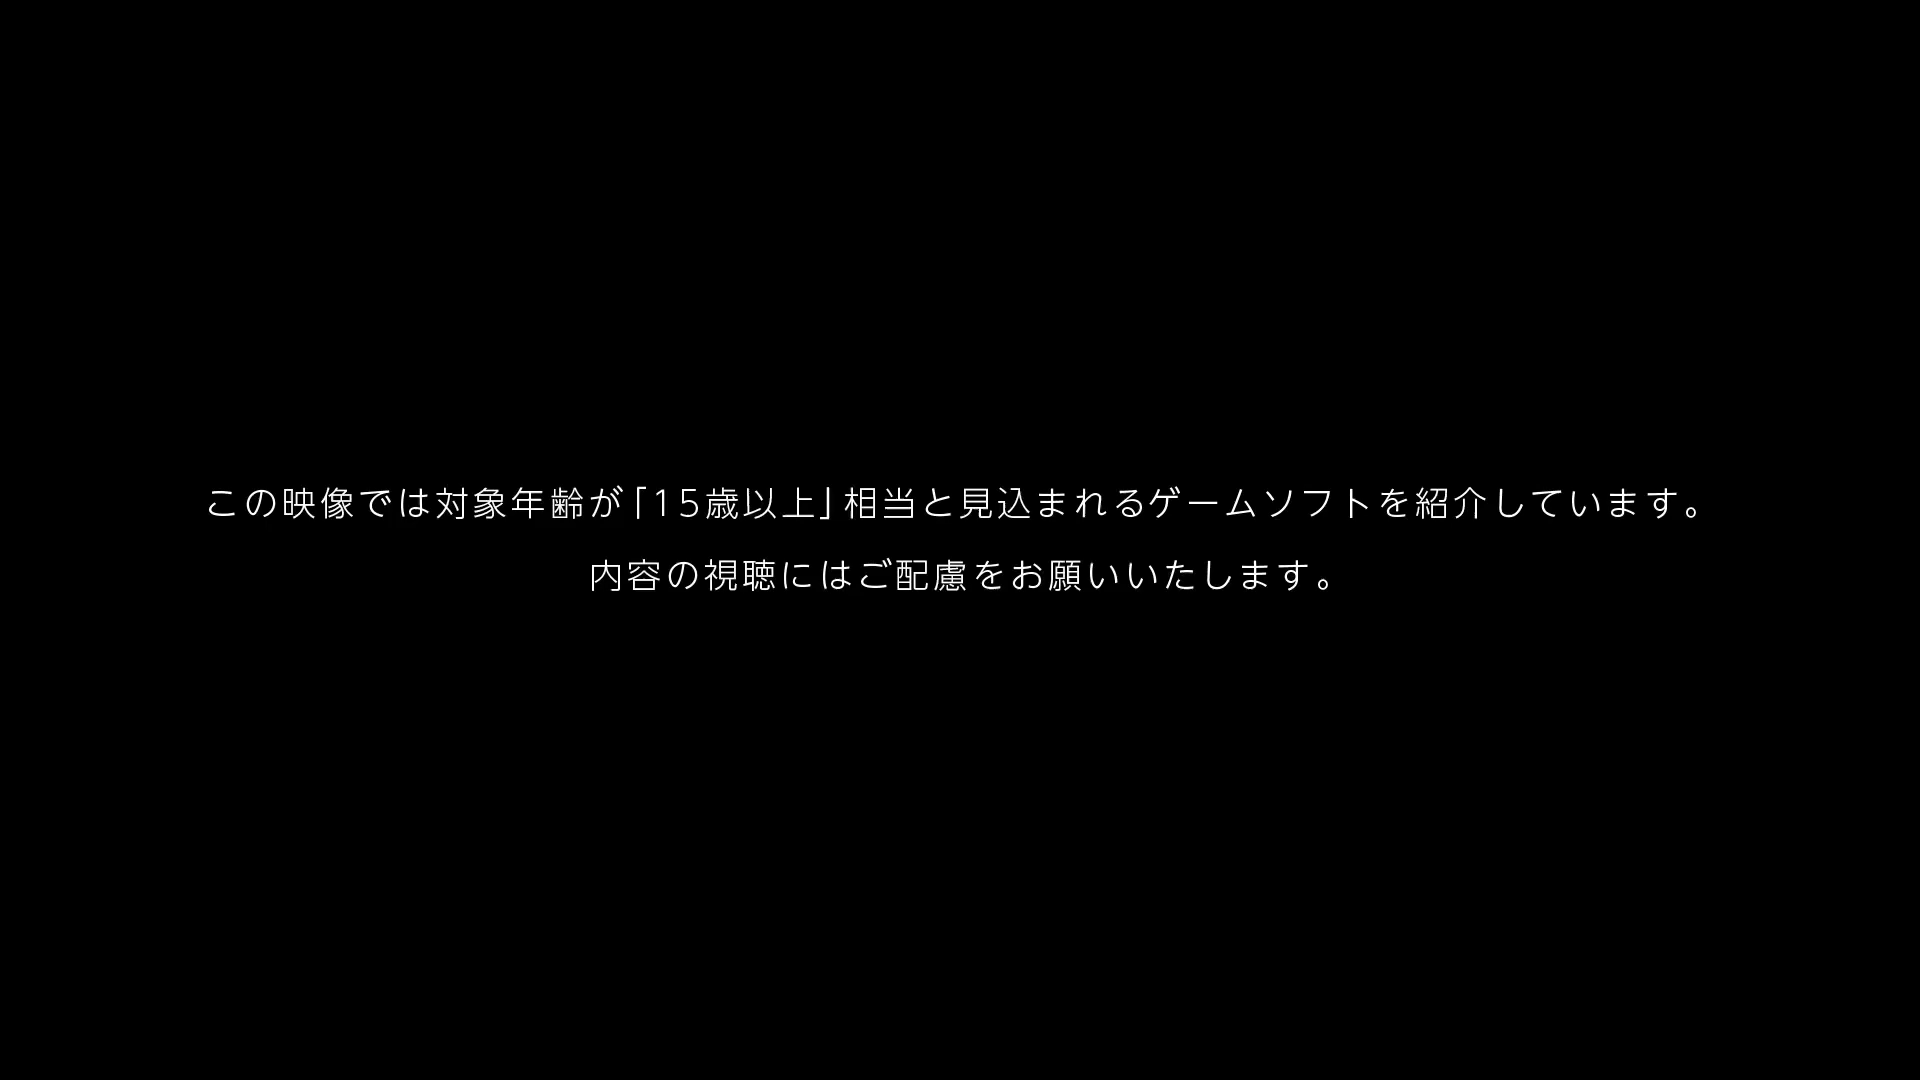 この映像では対象年齢が「15歳以上」相当と見込まれるゲームソフトを紹介しています。
内容の視聴にはご配慮をお願いいたします。